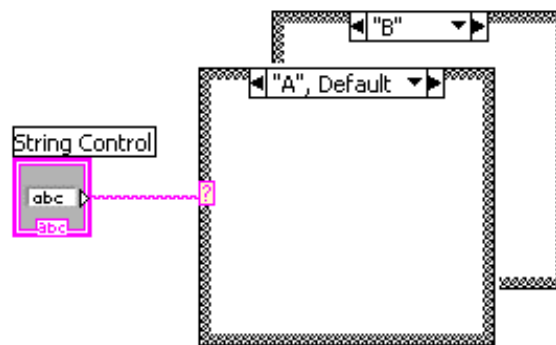 "B"
"A", Default
String Control
abc
?
abc